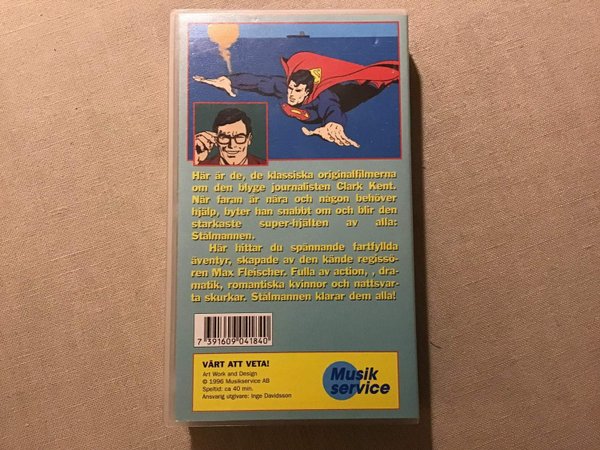 Här är de, de klassiska originalfilmerna
om den blyge journalisten Clark Kent.
När faran är nära och någon behöver
hjälp, byter han snabbt om och blir den
starkaste super-hjälten av alla:
Stålmannen.
Här hittar du spännande fartfyllda
äventyr, skapade av den kände regissö-
ren Max Fleischer. Fulla av action, , dra-
matik, romantiska kvinnor och nattsvar-
ta skurkar. Stålmannen klarar dem alla!
7 391609 041840
VÄRT ATT VETA!
Art Work and Design
© 1996 Musikservice AB
Speltid: ca 40 min.
Ansvarig utgivare: Inge Davidsson
Musik
service